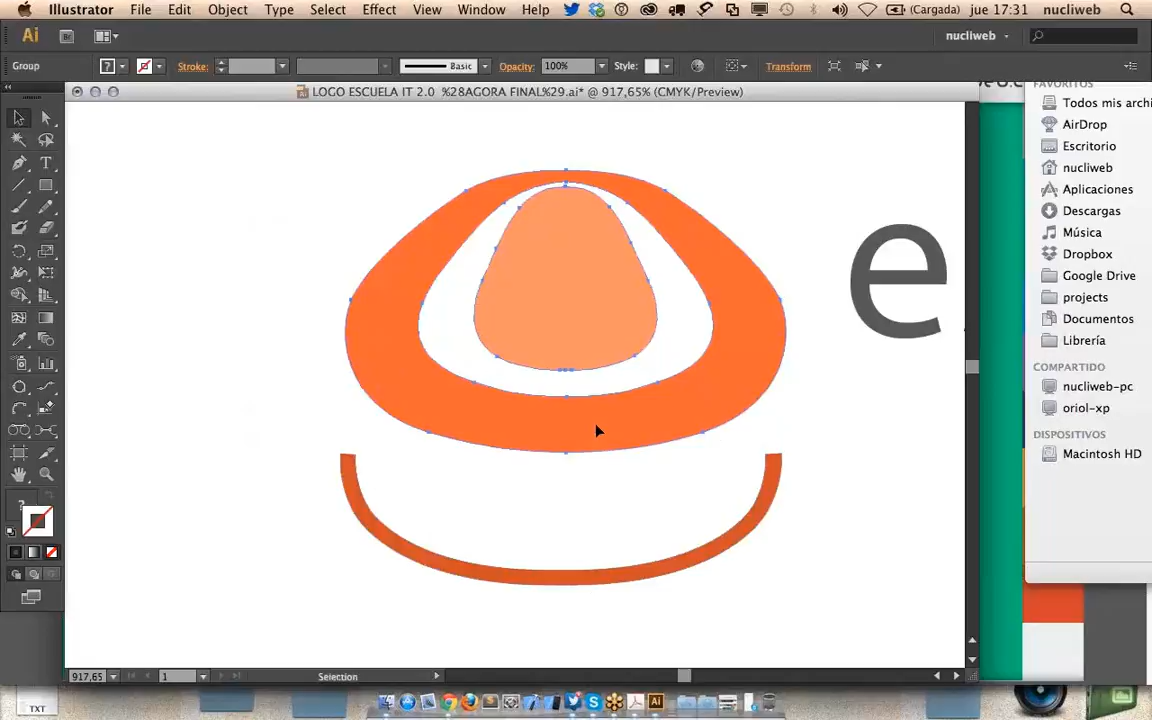 Illustrator File Edit Object Type Select Effect View Window Help (Cargada) jue 17:31 nucliweb
Ai Br nucliweb
Group ? Stroke: Basic Opacity: 100% Style: Transform
LOGO ESCUELA IT 2.0 %28AGORA FINAL%29.ai* @ 917,65% (CMYK/Preview)
FAVORITOS
Todos mis archi
AirDrop
Escritorio
nucliweb
Aplicaciones
Descargas
Música
Dropbox
Google Drive
projects
Documentos
Librería
COMPARTIDO
nucliweb-pc
oriol-xp
DISPOSITIVOS
Macintosh HD
e
T
?
917,65 1 Selection
TXT
Ai